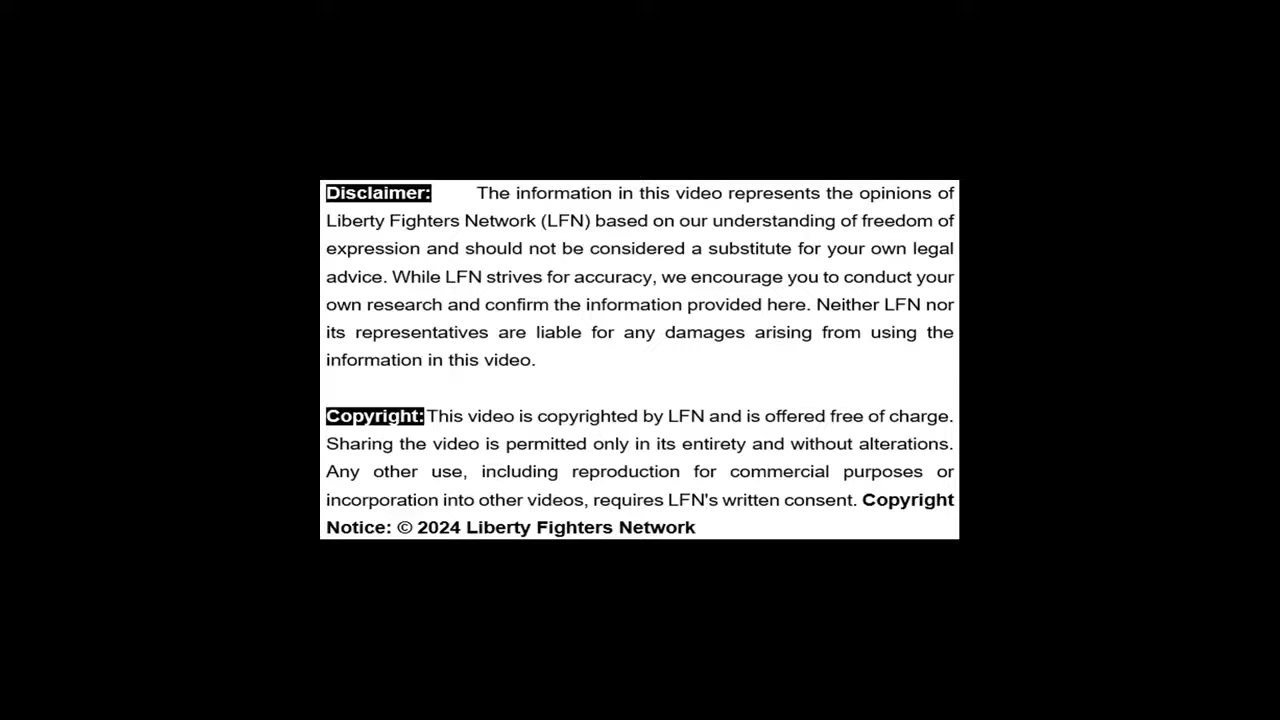 Disclaimer: The information in this video represents the opinions of
Liberty Fighters Network (LFN) based on our understanding of freedom of
expression and should not be considered a substitute for your own legal
advice. While LFN strives for accuracy, we encourage you to conduct your
own research and confirm the information provided here. Neither LFN nor
its representatives are liable for any damages arising from using the
information in this video.
Copyright: This video is copyrighted by LFN and is offered free of charge.
Sharing the video is permitted only in its entirety and without alterations.
Any other use, including reproduction for commercial purposes or
incorporation into other videos, requires LFN's written consent. Copyright
Notice: © 2024 Liberty Fighters Network